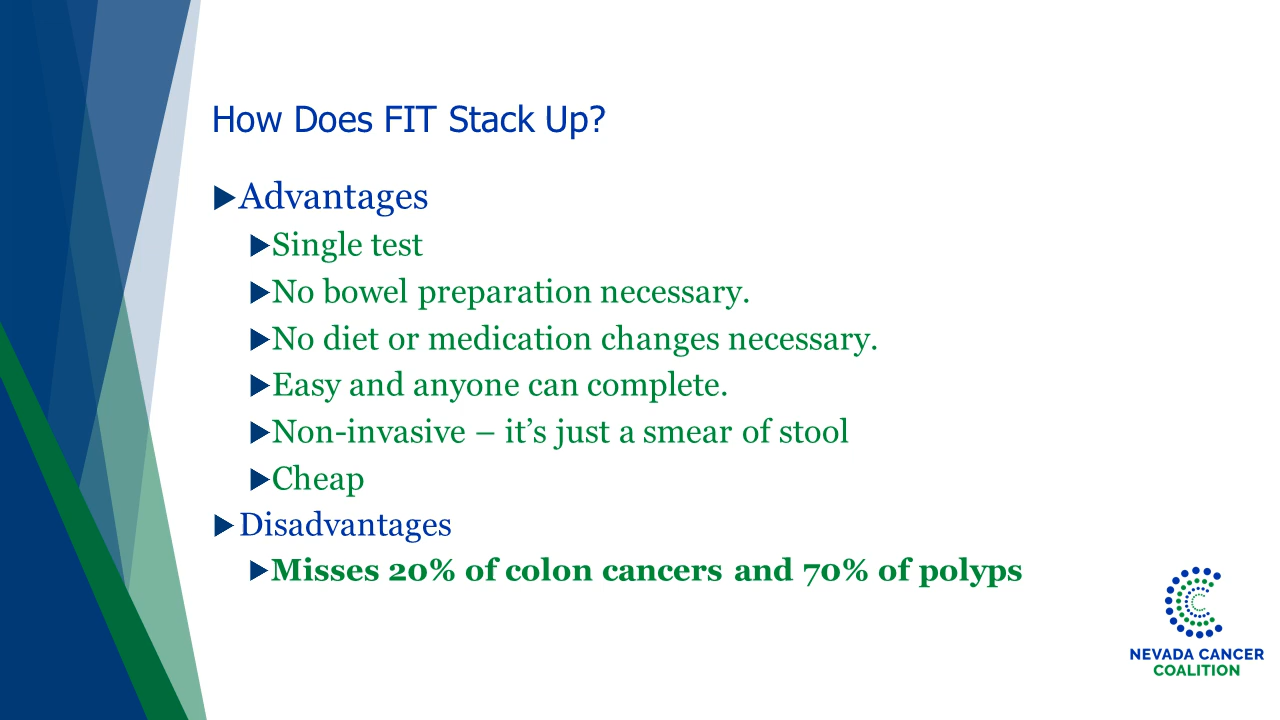 How Does FIT Stack Up?
Advantages
Single test
No bowel preparation necessary.
No diet or medication changes necessary.
Easy and anyone can complete.
Non-invasive – it’s just a smear of stool
Cheap
Disadvantages
Misses 20% of colon cancers and 70% of polyps
NEVADA CANCER
COALITION